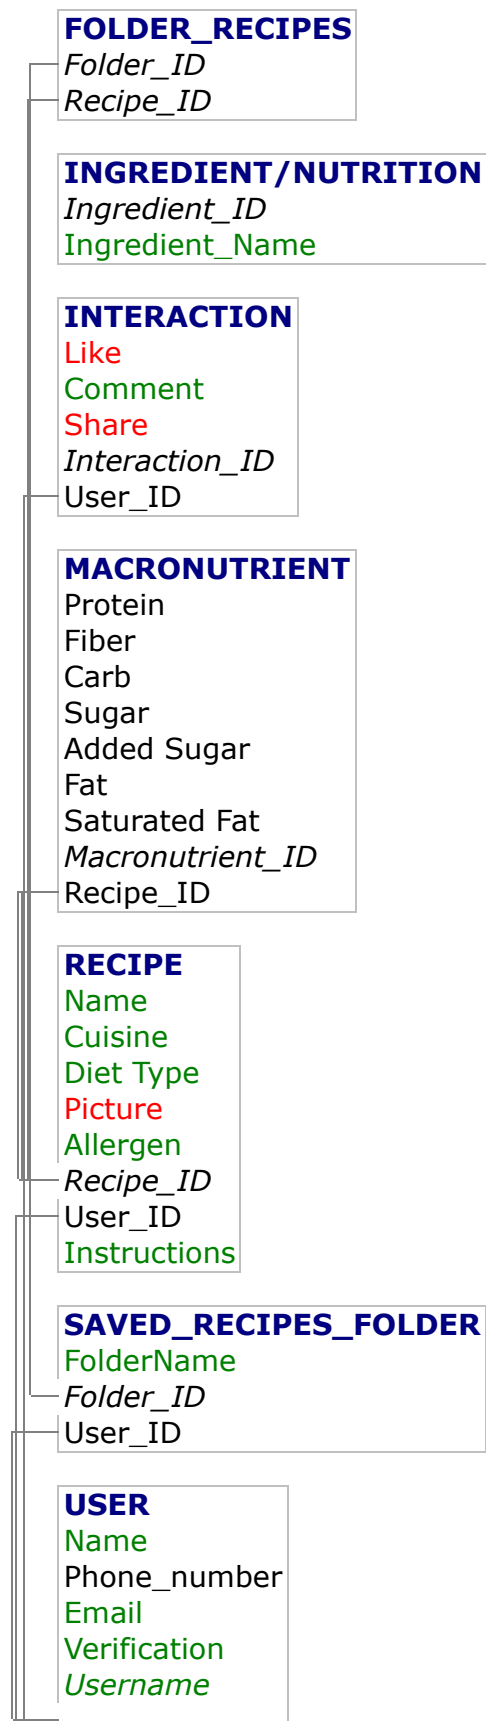 FOLDER_RECIPES
Folder_ID
Recipe_ID
INGREDIENT/NUTRITION
Ingredient_ID
Ingredient_Name
INTERACTION
Like
Comment
Share
Interaction_ID
User_ID
MACRONUTRIENT
Protein
Fiber
Carb
Sugar
Added Sugar
Fat
Saturated Fat
Macronutrient_ID
Recipe_ID
RECIPE
Name
Cuisine
Diet Type
Picture
Allergen
Recipe_ID
User_ID
Instructions
SAVED_RECIPES_FOLDER
FolderName
Folder_ID
User_ID
USER
Name
Phone_number
Email
Verification
Username